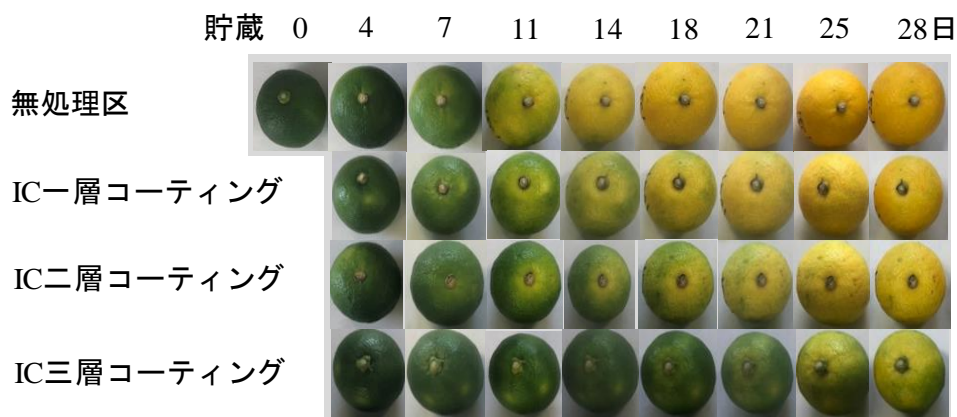 貯蔵 0 4 7 11 14 18 21 25 28日
無処理区
IC一層コーティング
IC二層コーティング
IC三層コーティング